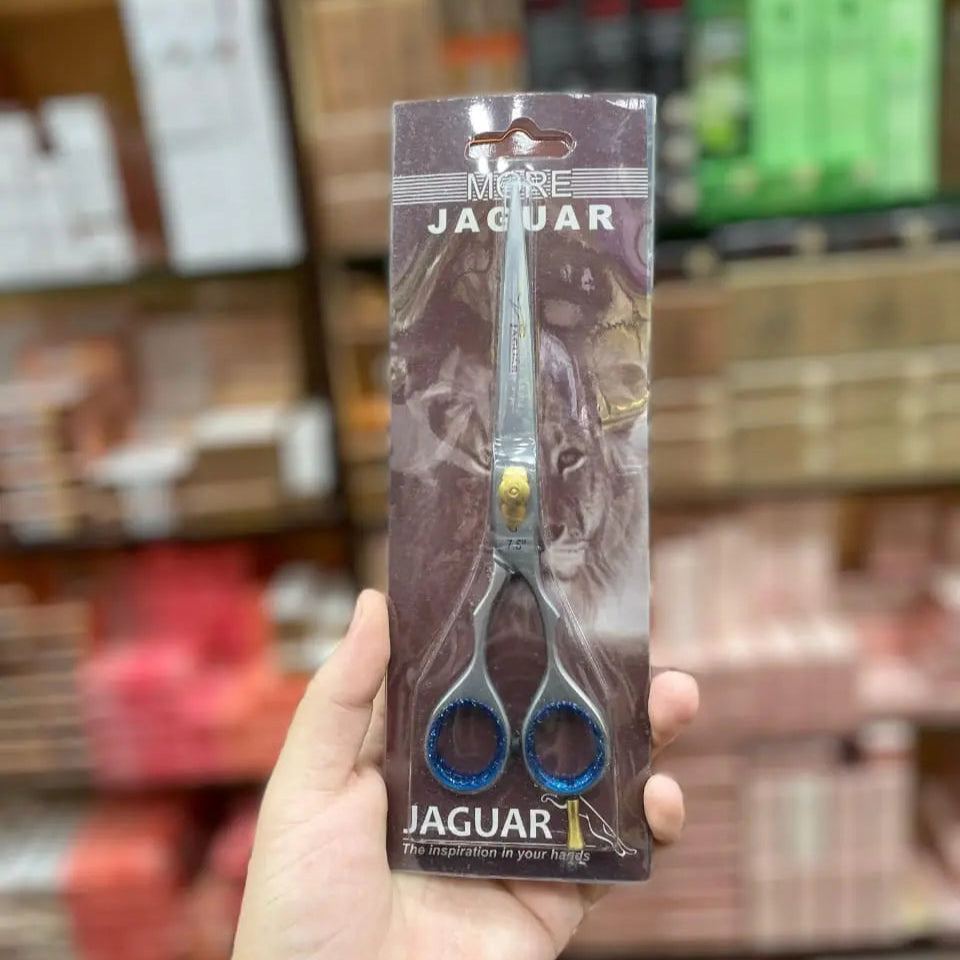 MORE
JAGUAR
7.5"
JAGUAR
The inspiration in your hands